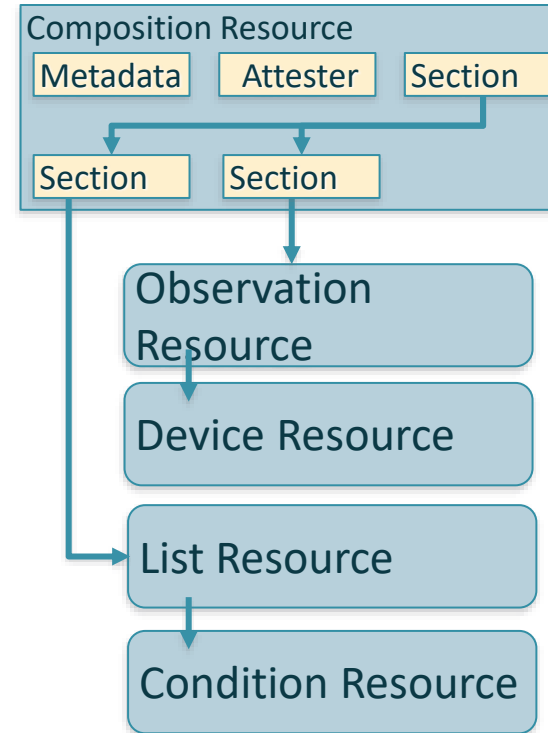 Composition Resource
Metadata Attester Section
Section Section
Observation
Resource
Device Resource
List Resource
Condition Resource